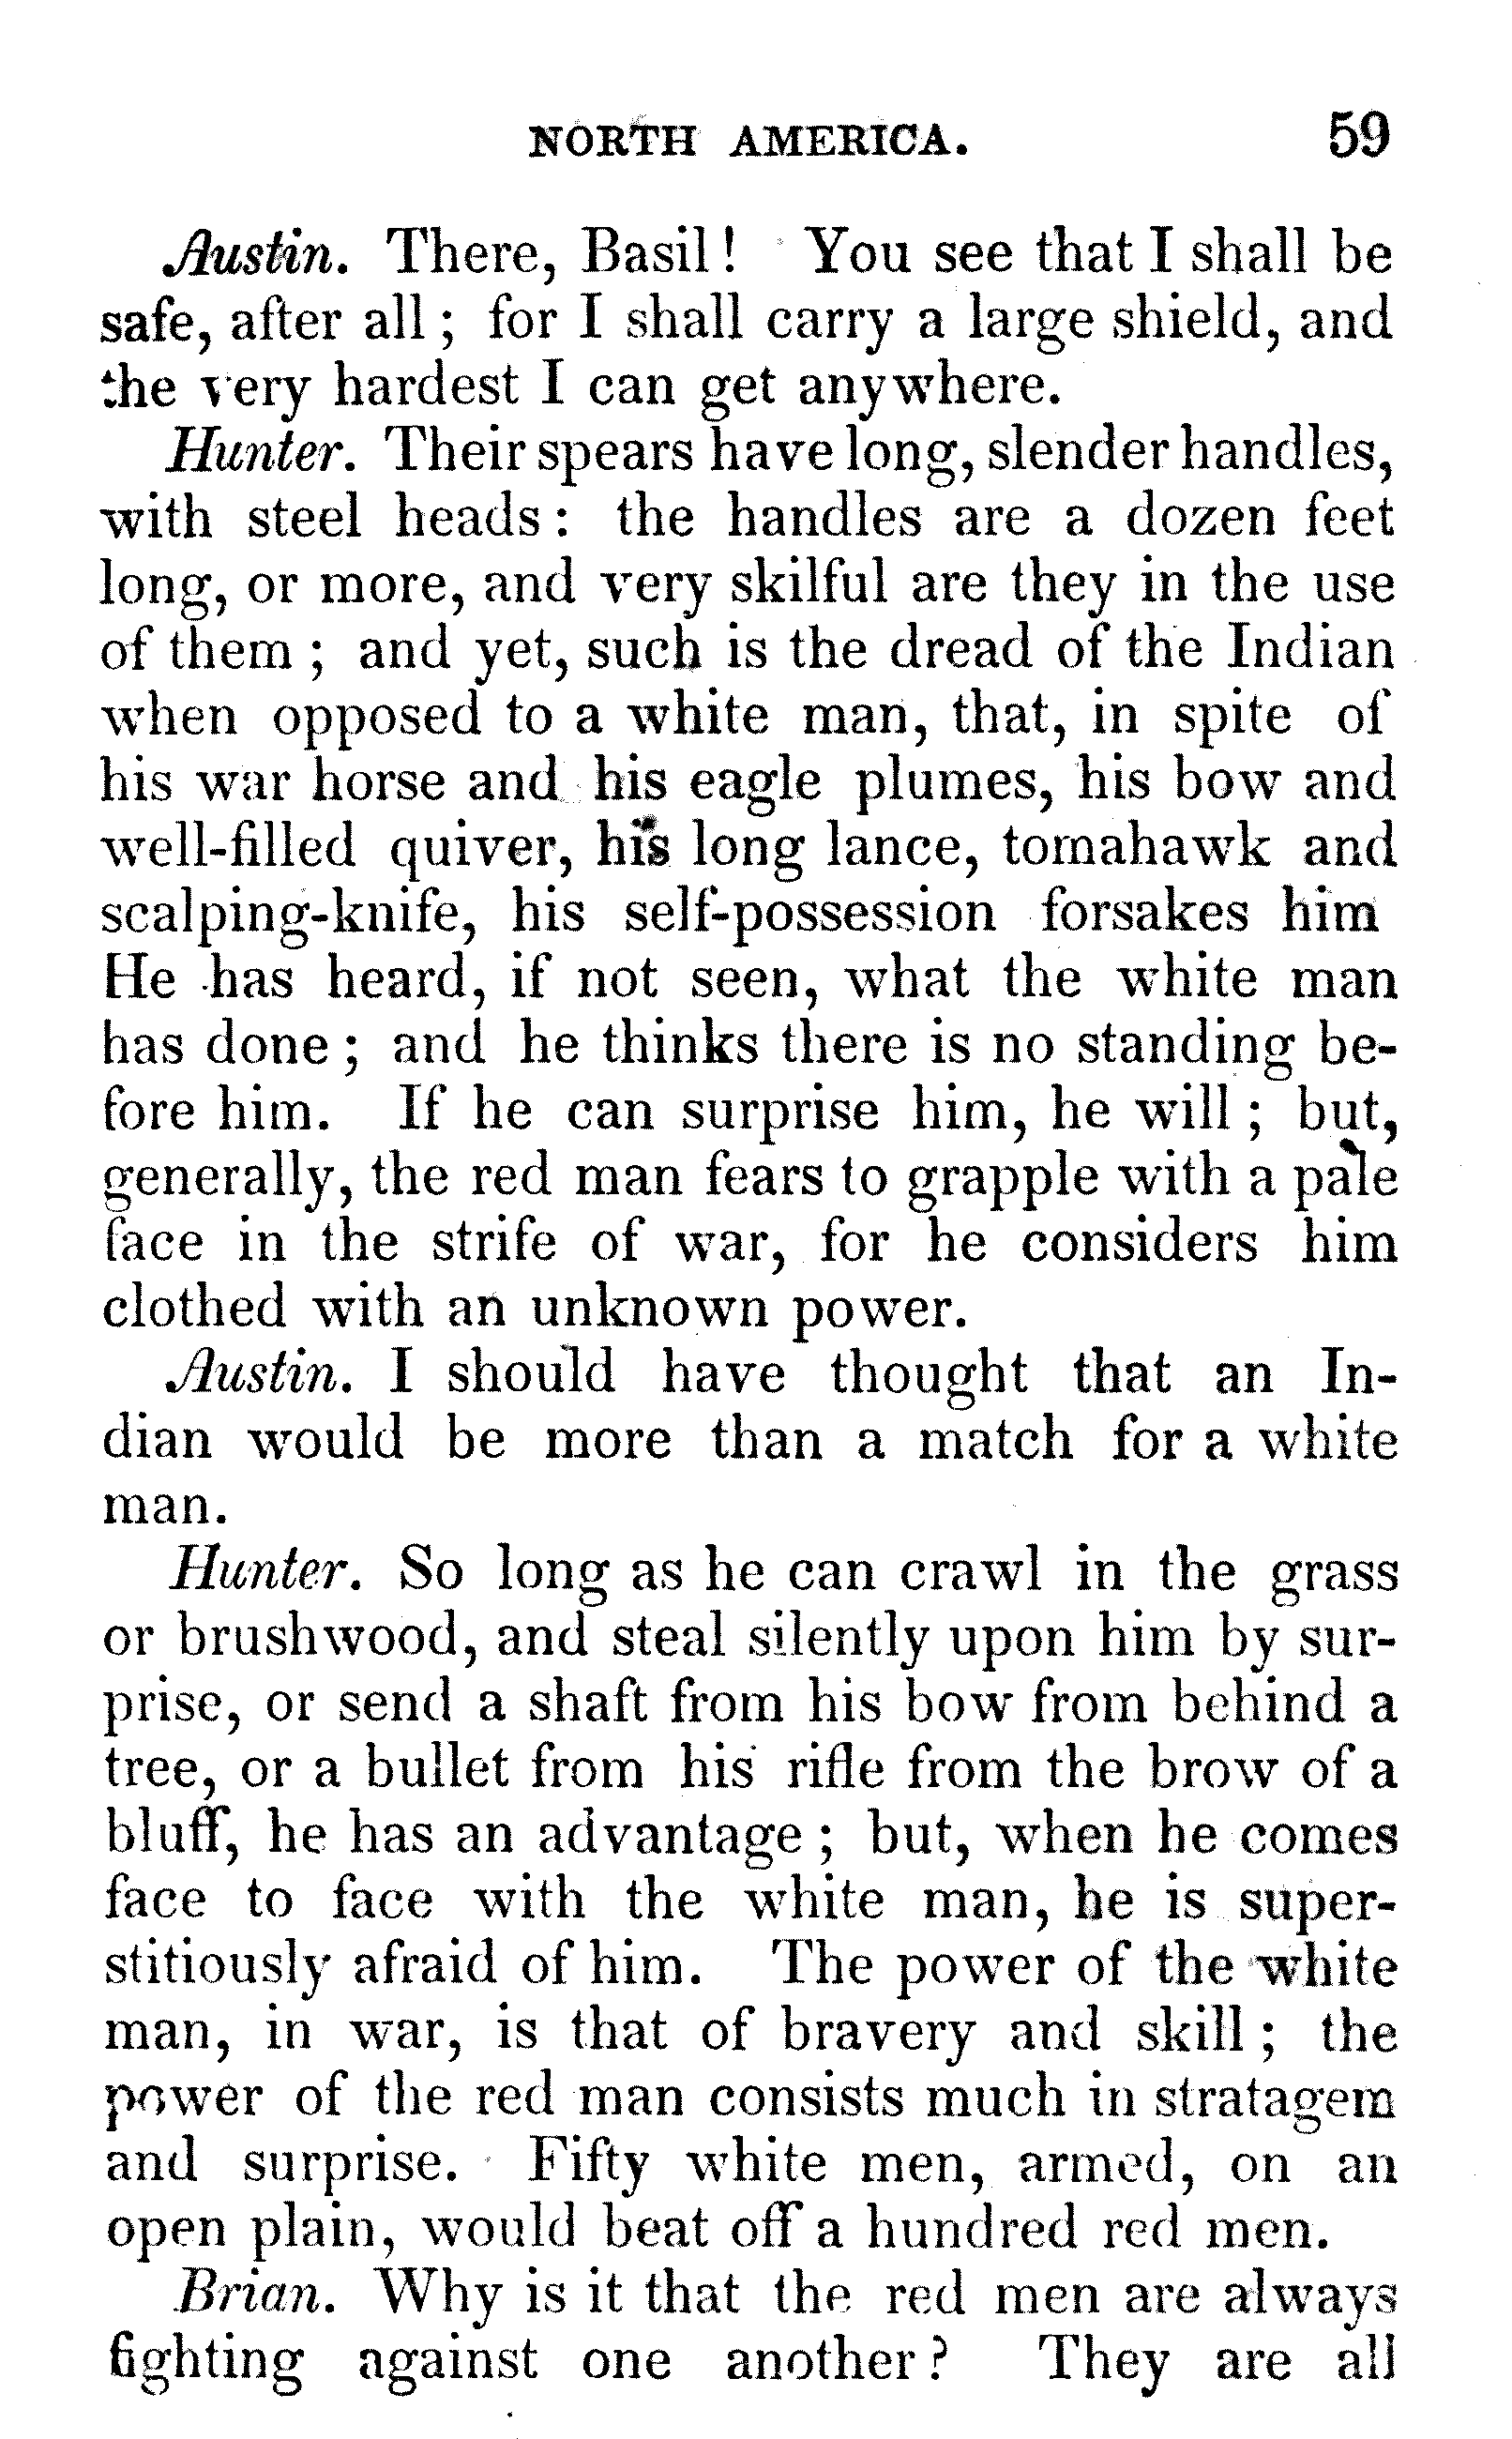 NORTH AMERICA. 59
Austin. There, Basil! You see that I shall be
safe, after all; for I shall carry a large shield, and
the very hardest I can get anywhere.
Hunter. Their spears have long, slender handles,
with steel heads: the handles are a dozen feet
long, or more, and very skilful are they in the use
of them; and yet, such is the dread of the Indian
when opposed to a white man, that, in spite of
his war horse and his eagle plumes, his bow and
well-filled quiver, his long lance, tomahawk and
scalping-knife, his self-possession forsakes him
He has heard, if not seen, what the white man
has done; and he thinks there is no standing be-
fore him. If he can surprise him, he will; but,
generally, the red man fears to grapple with a pale
face in the strife of war, for he considers him
clothed with an unknown power.
Austin. I should have thought that an In-
dian would be more than a match for a white
man.
Hunter. So long as he can crawl in the grass
or brushwood, and steal silently upon him by sur-
prise, or send a shaft from his bow from behind a
tree, or a bullet from his rifle from the brow of a
bluff, he has an advantage; but, when he comes
face to face with the white man, he is super-
stitiously afraid of him. The power of the white
man, in war, is that of bravery and skill; the
power of the red man consists much in stratagem
and surprise. Fifty white men, armed, on an
open plain, would beat off a hundred red men.
Brian. Why is it that the red men are always
fighting against one another? They are all